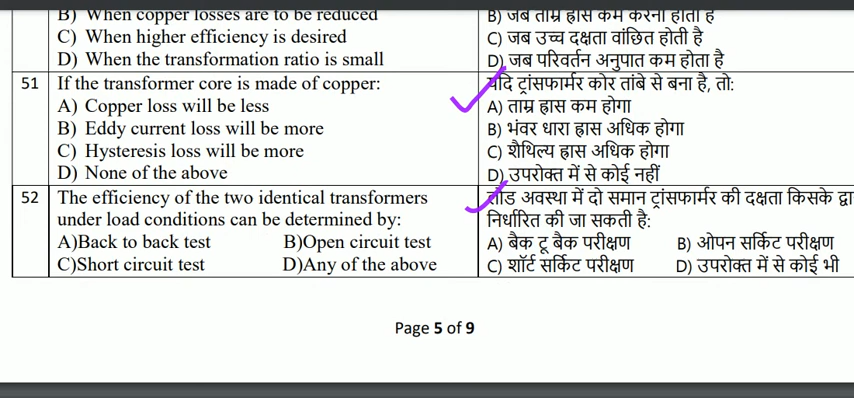 B) When copper losses are to be reduced
C) When higher efficiency is desired
D) When the transformation ratio is small
B) जब ताम्र ह्रास कम करना होता है
C) जब उच्च दक्षता वांछित होती है
D) जब परिवर्तन अनुपात कम होता है
51 If the transformer core is made of copper:
A) Copper loss will be less
B) Eddy current loss will be more
C) Hysteresis loss will be more
D) None of the above
यदि ट्रांसफार्मर कोर तांबे से बना है, तो:
A) ताम्र ह्रास कम होगा
B) भंवर धारा ह्रास अधिक होगा
C) शैथिल्य ह्रास अधिक होगा
D) उपरोक्त में से कोई नहीं
52 The efficiency of the two identical transformers
under load conditions can be determined by:
A)Back to back test B)Open circuit test
C)Short circuit test D)Any of the above
लोड अवस्था में दो समान ट्रांसफार्मर की दक्षता किसके द्वा
निर्धारित की जा सकती है:
A) बैक टू बैक परीक्षण B) ओपन सर्किट परीक्षण
C) शॉर्ट सर्किट परीक्षण D) उपरोक्त में से कोई भी
Page 5 of 9